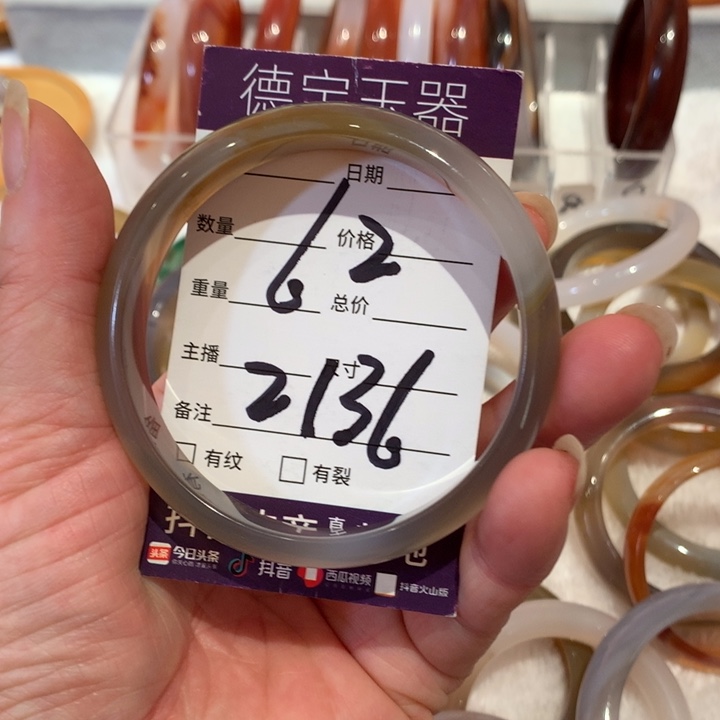 德宝玉器
日期
数量 价格
62
重量 总价
主播 寸
2136
备注
有纹 有裂
头条 今日头条 抖音 西瓜视频 抖音火山版